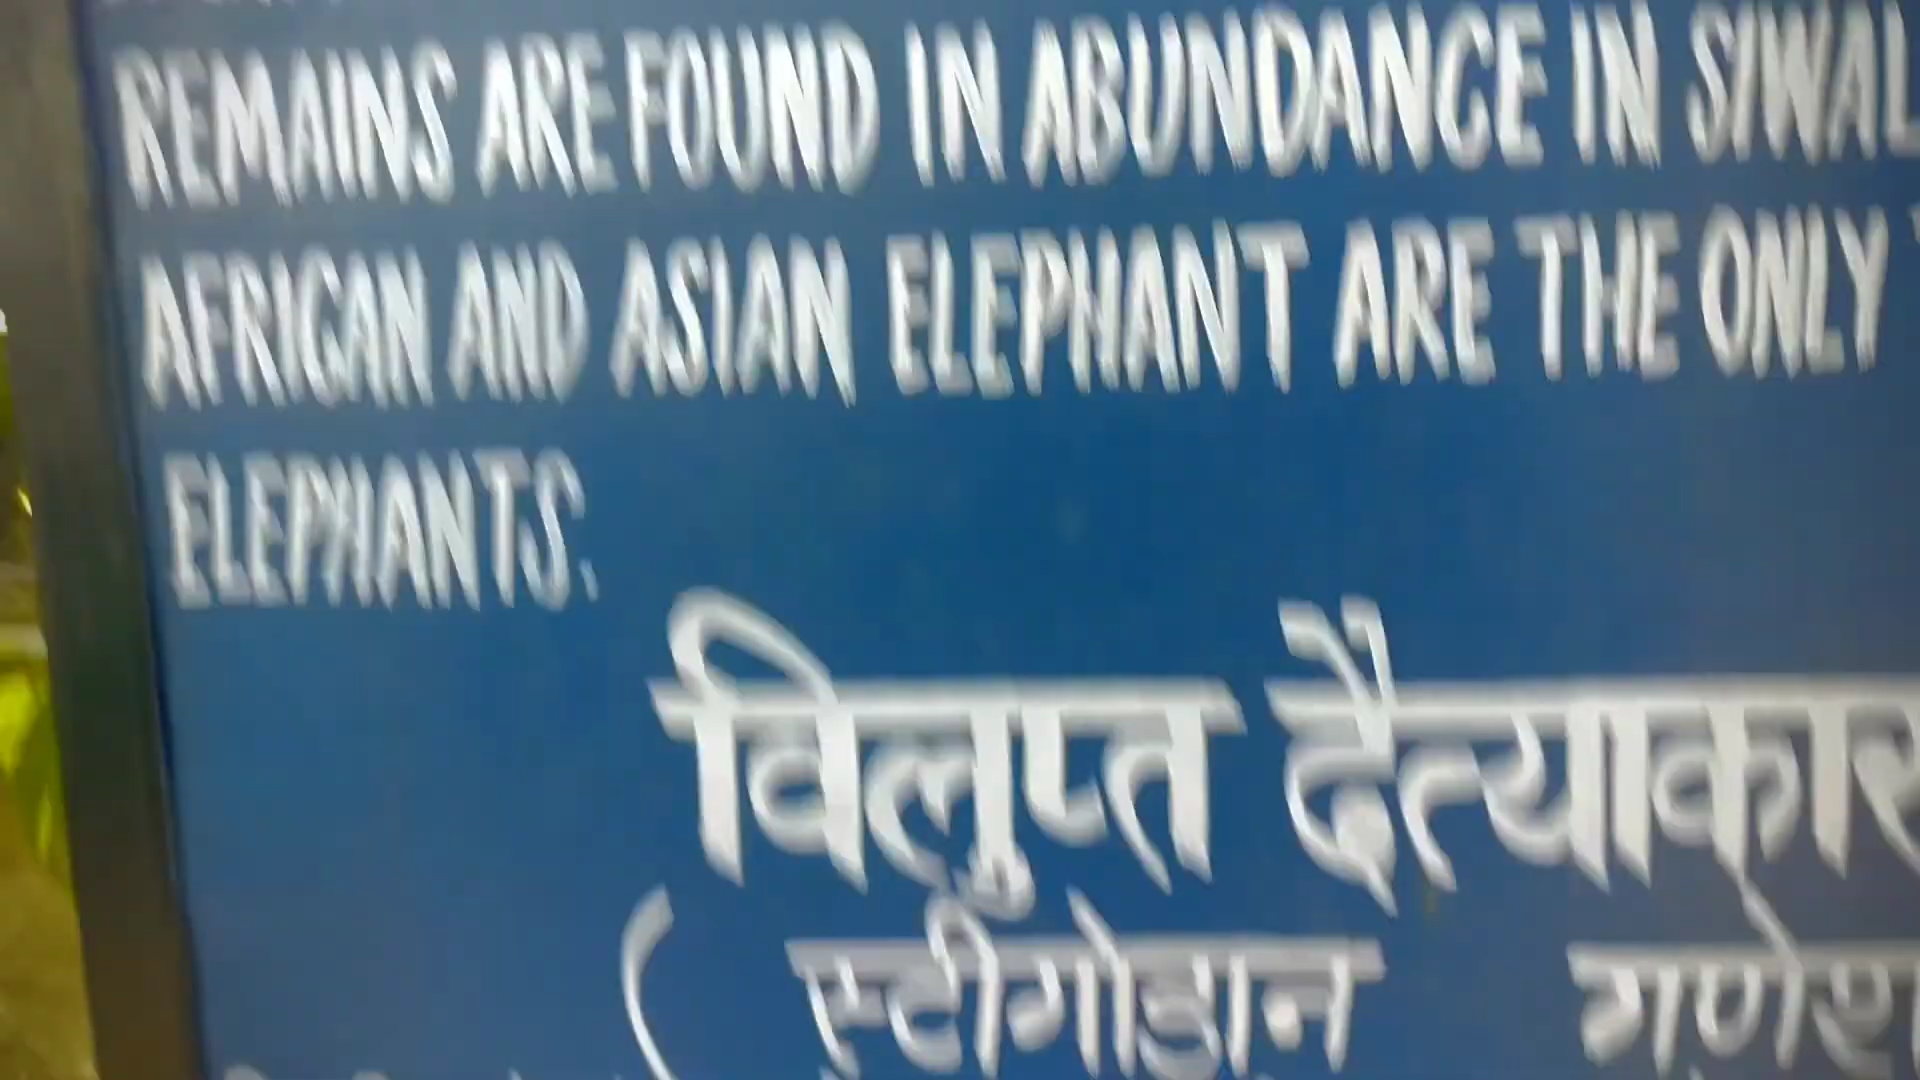 REMAINS ARE FOUND IN ABUNDANCE IN SIWAL
AFRICAN AND ASIAN ELEPHANT ARE THE ONLY
ELEPHANTS.
विलुप्त दैत्याकार
( स्टीगोडान गणेश